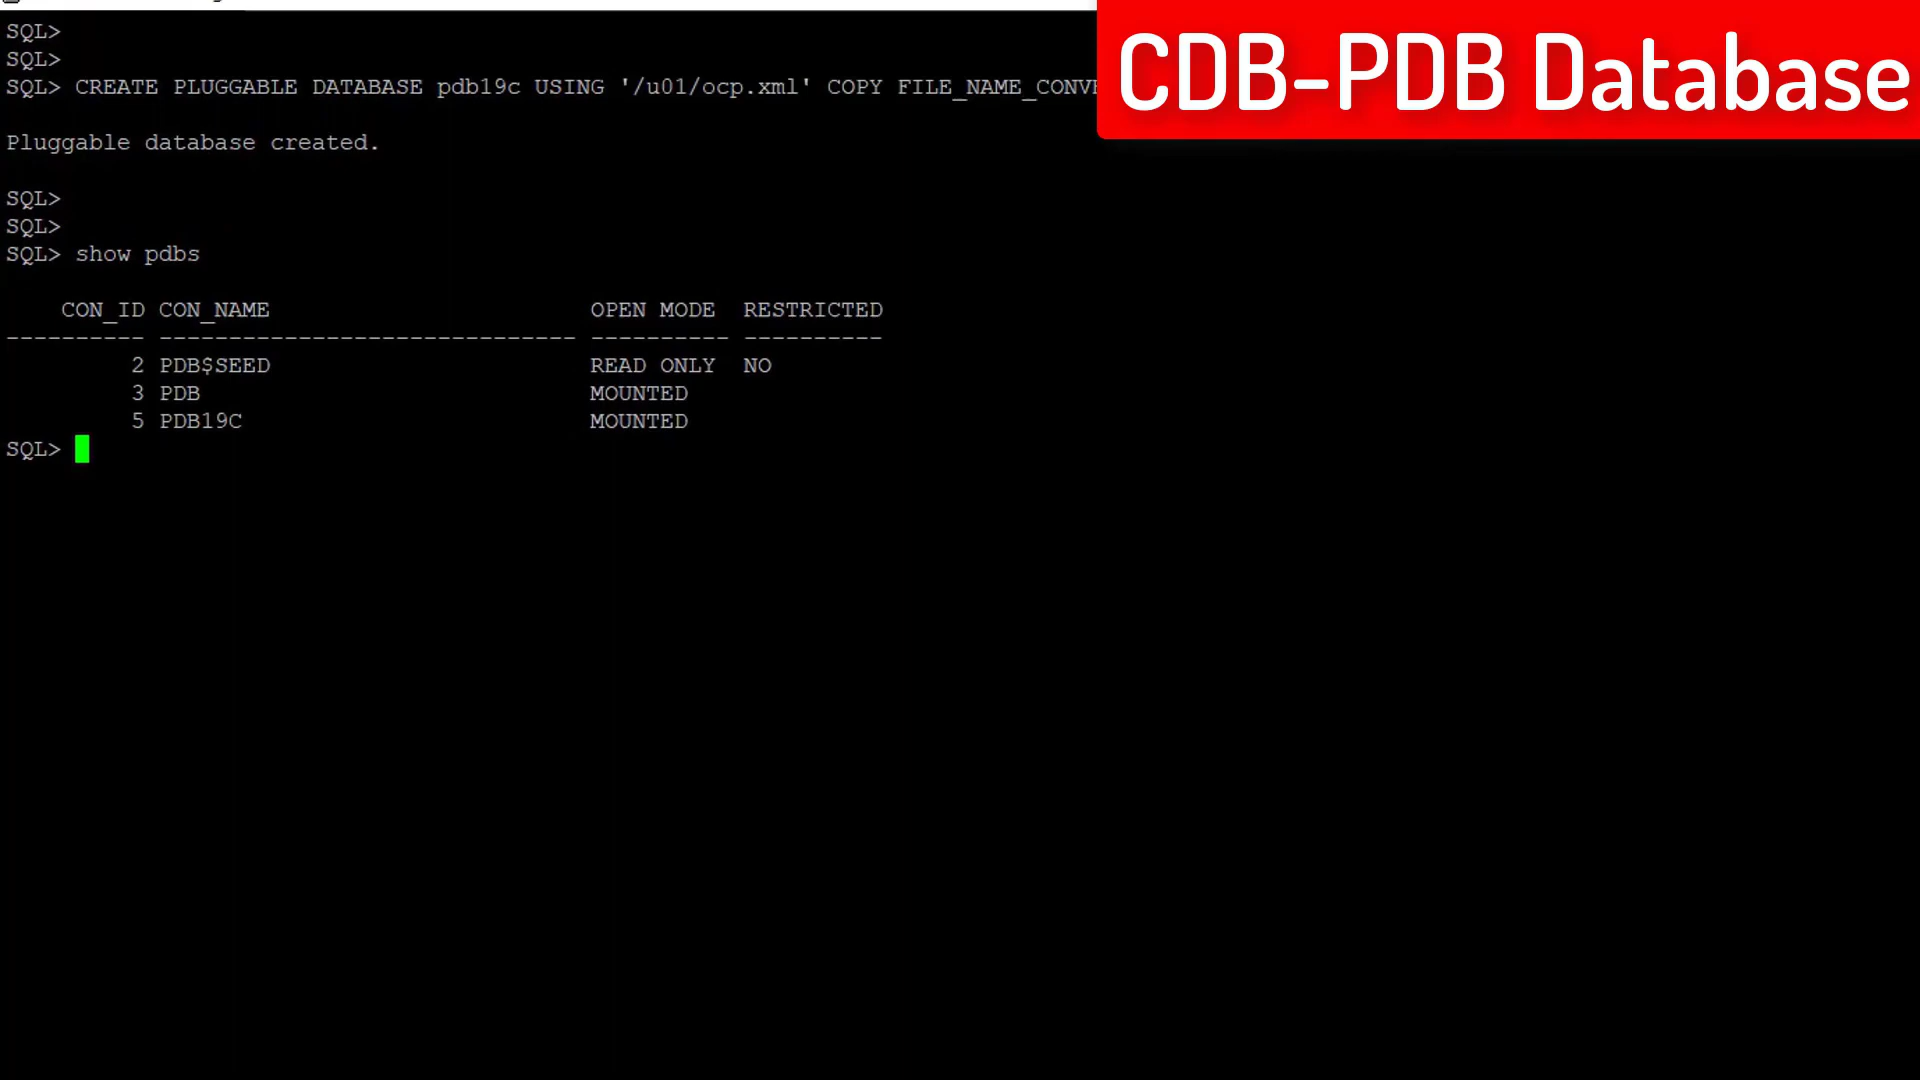 SQL>
SQL>
SQL> CREATE PLUGGABLE DATABASE pdb19c USING '/u01/ocp.xml' COPY FILE_NAME_CONV
CDB-PDB Database
Pluggable database created.
SQL>
SQL>
SQL> show pdbs
CON_ID CON_NAME OPEN MODE RESTRICTED
---------- ------------------------------ ---------- ----------
2 PDB$SEED READ ONLY NO
3 PDB MOUNTED
5 PDB19C MOUNTED
SQL>